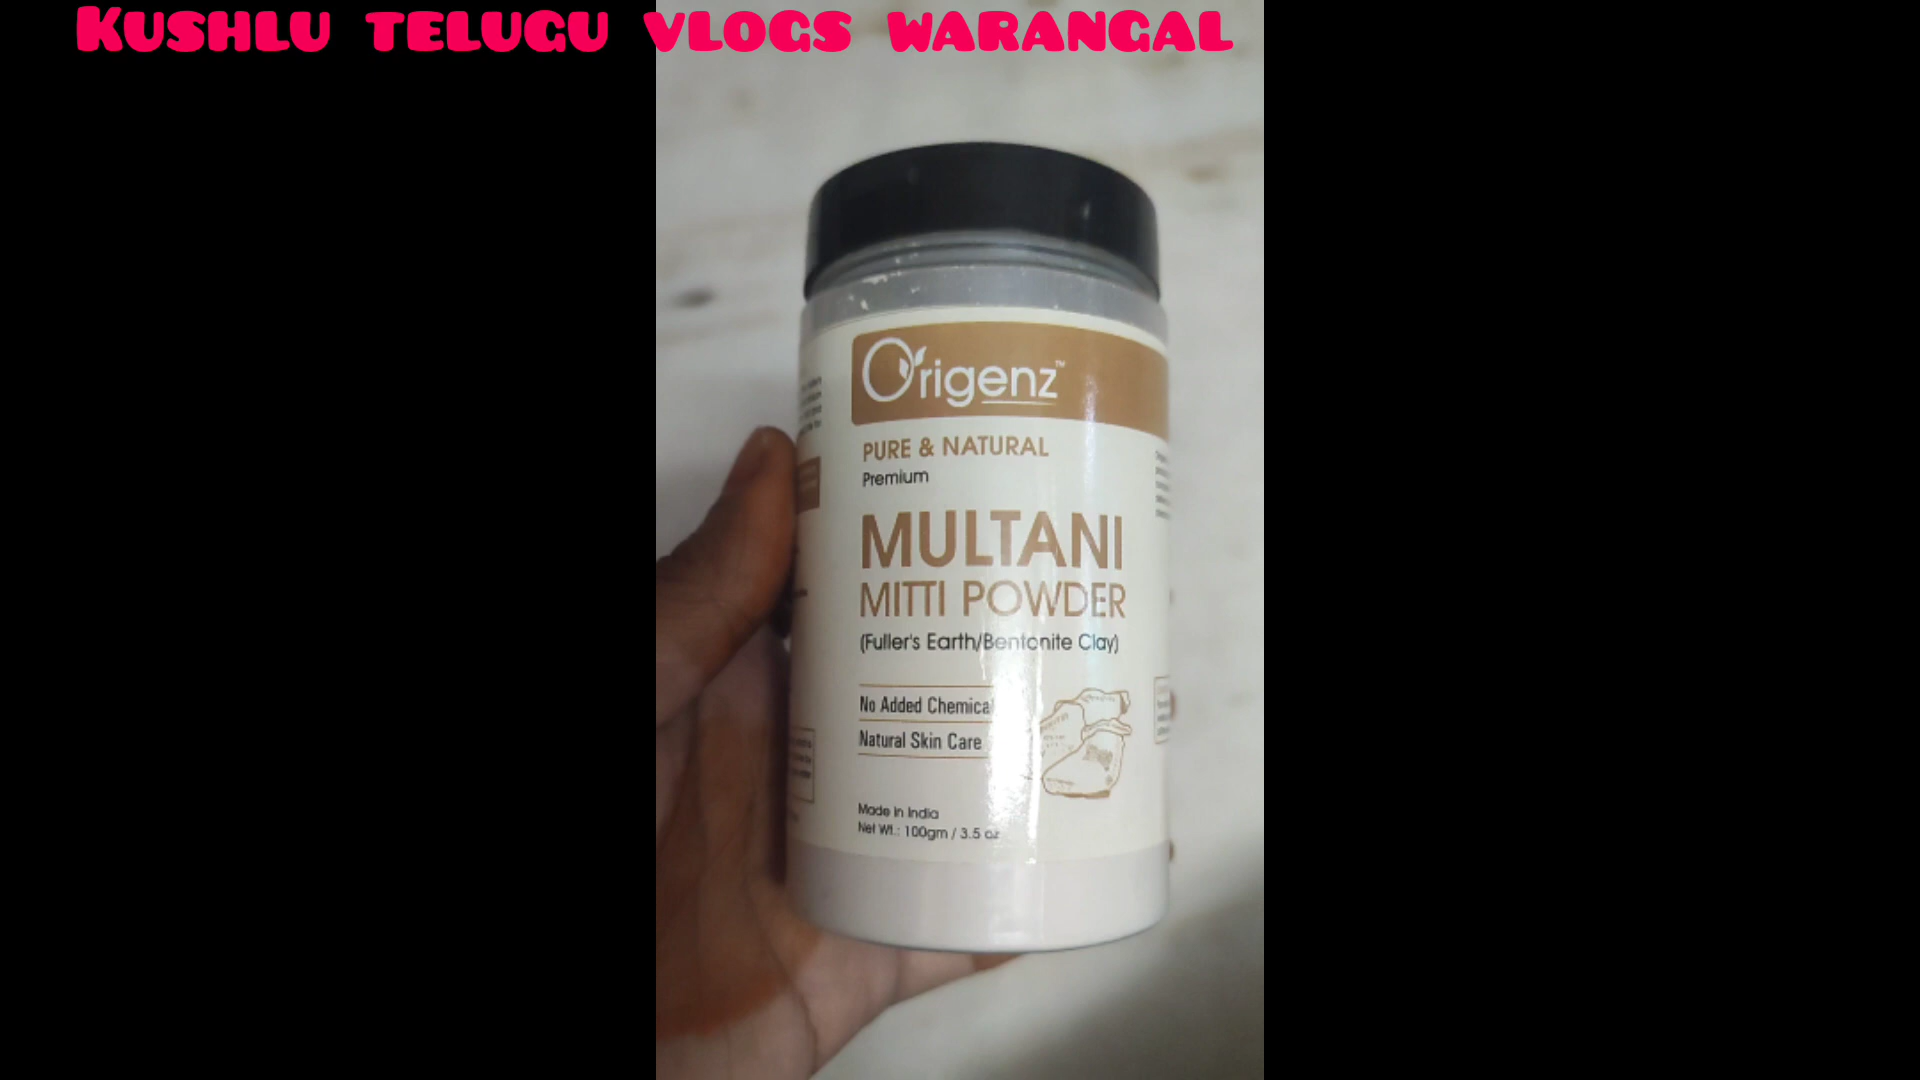 KUSHLU TELUGU VLOGS WARANGAL
Origenz™
PURE & NATURAL
Premium
MULTANI
MITTI POWDER
(Fuller's Earth/Bentonite Clay)
No Added Chemical
Natural Skin Care
Made in India
Net Wt.: 100gm / 3.5 oz